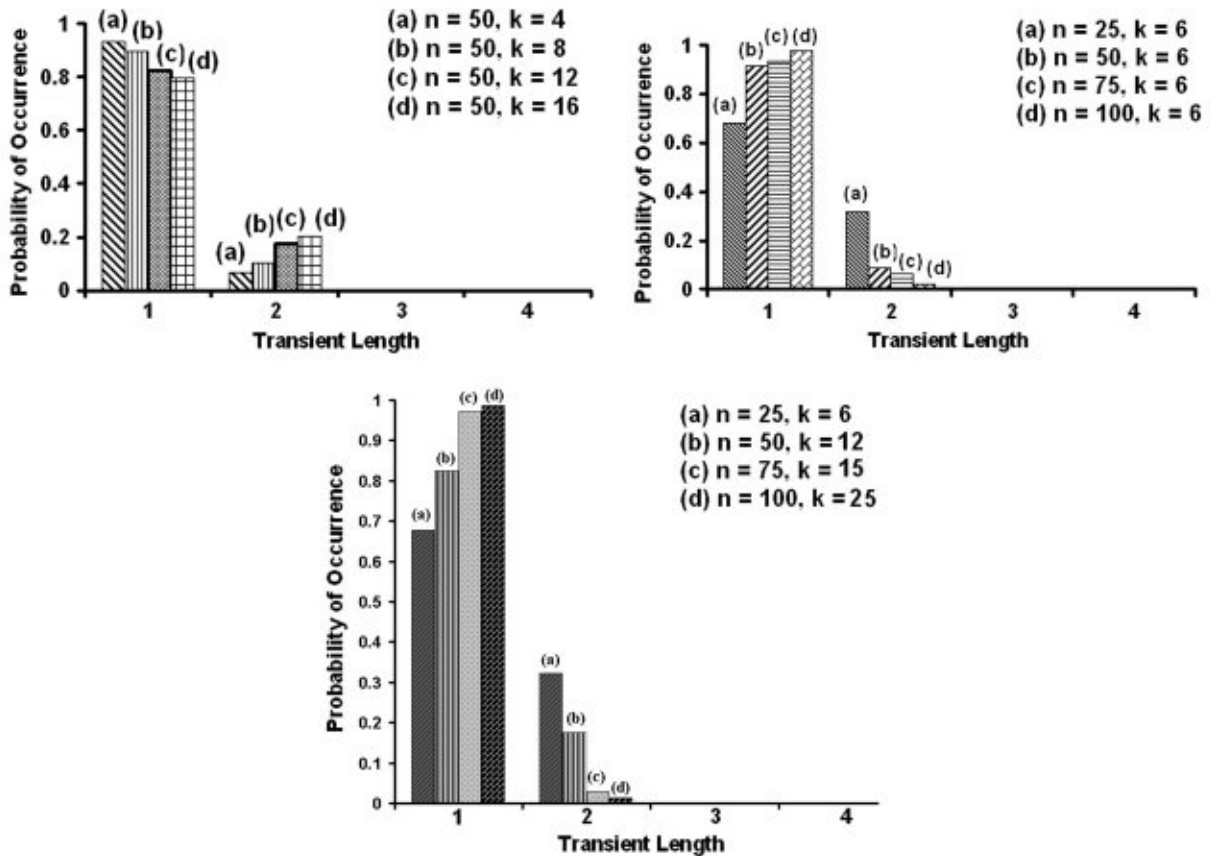 1
0.8
0.6
0.4
0.2
0
Probability of Occurrence
(a)
(b)
(c)
(d)
(a)
(b)
(c)
(d)
1 2 3 4
Transient Length
(a) n = 50, k = 4
(b) n = 50, k = 8
(c) n = 50, k = 12
(d) n = 50, k = 16
1
0.8
0.6
0.4
0.2
0
Probability of Occurrence
(a)
(b)
(c)
(d)
(a)
(b)
(c)
(d)
1 2 3 4
Transient Length
(a) n = 25, k = 6
(b) n = 50, k = 6
(c) n = 75, k = 6
(d) n = 100, k = 6
1
0.9
0.8
0.7
0.6
0.5
0.4
0.3
0.2
0.1
0
Probability of Occurrence
(a)
(b)
(c)
(d)
(a)
(b)
(c)
(d)
1 2 3 4
Transient Length
(a) n = 25, k = 6
(b) n = 50, k = 12
(c) n = 75, k = 15
(d) n = 100, k = 25